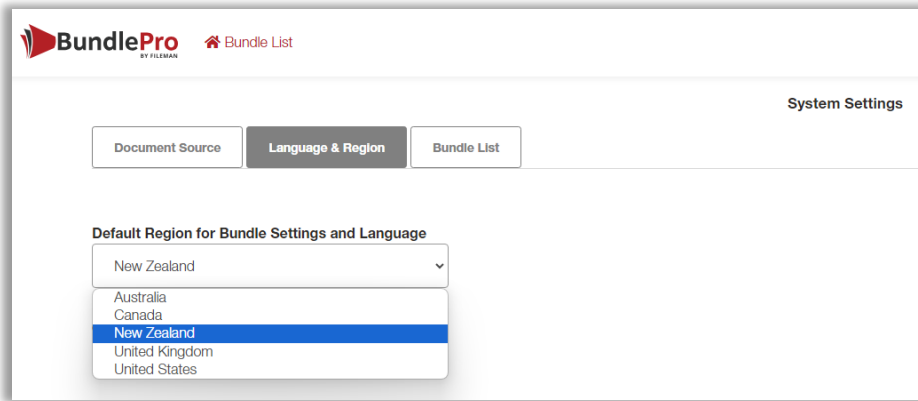 BundlePro
BY FILEMAN
Bundle List
System Settings
Document Source
Language & Region
Bundle List
Default Region for Bundle Settings and Language
New Zealand
Australia
Canada
New Zealand
United Kingdom
United States